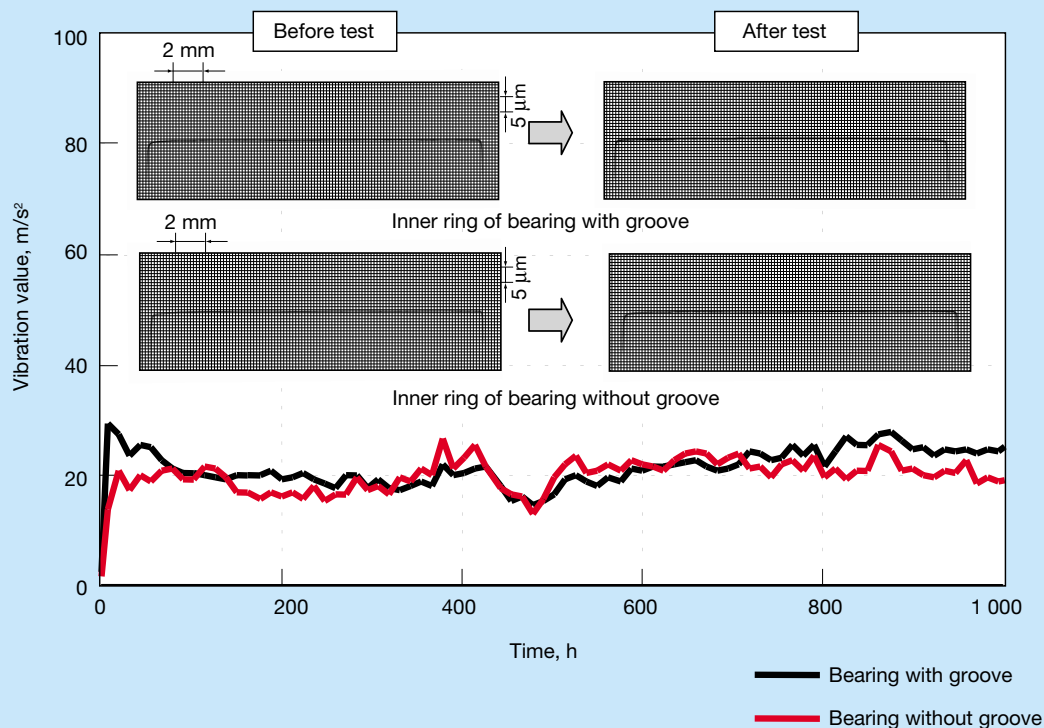 Before test
After test
2 mm
5 µm
Inner ring of bearing with groove
2 mm
5 µm
Inner ring of bearing without groove
Vibration value, m/s²
100
80
60
40
20
0
0
200
400
600
800
1 000
Time, h
Bearing with groove
Bearing without groove